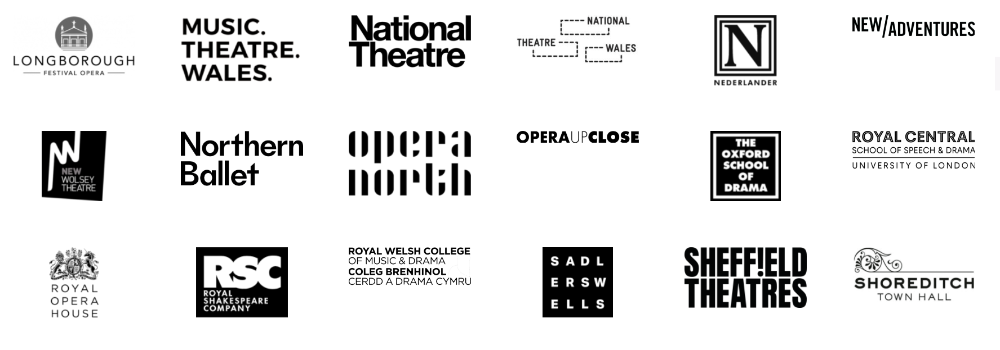 LONGBOROUGH
FESTIVAL OPERA
MUSIC.
THEATRE.
WALES.
National
Theatre
NATIONAL
THEATRE
WALES
N
NEDERLANDER
NEW/ADVENTURES
NEW
WOLSEY
THEATRE
Northern
Ballet
opera
north
OPERAUPCLOSE
THE
OXFORD
SCHOOL
OF
DRAMA
ROYAL CENTRAL
SCHOOL OF SPEECH & DRAMA
UNIVERSITY OF LONDON
ROYAL
OPERA
HOUSE
RSC
ROYAL
SHAKESPEARE
COMPANY
ROYAL WELSH COLLEGE
OF MUSIC & DRAMA
COLEG BRENHINOL
CERDD A DRAMA CYMRU
SADL
ERSW
ELLS
SHEFF!ELD
THEATRES
SHOREDITCH
TOWN HALL